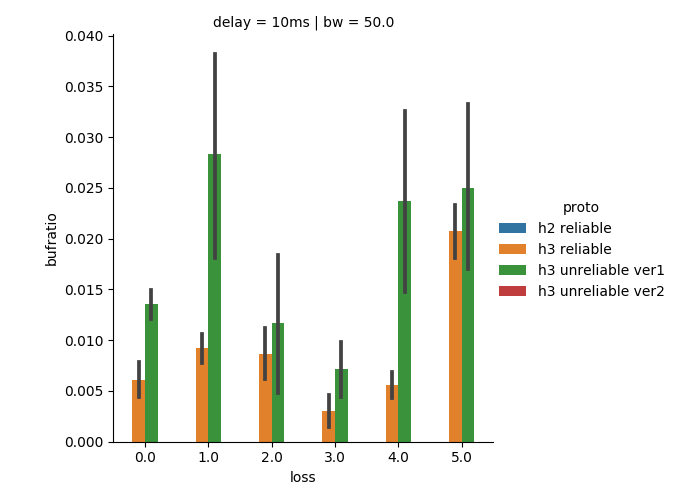 delay = 10ms | bw = 50.0
0.040
0.035
0.030
0.025
0.020
0.015
0.010
0.005
0.000
bufratio
0.0 1.0 2.0 3.0 4.0 5.0
loss
proto
h2 reliable
h3 reliable
h3 unreliable ver1
h3 unreliable ver2